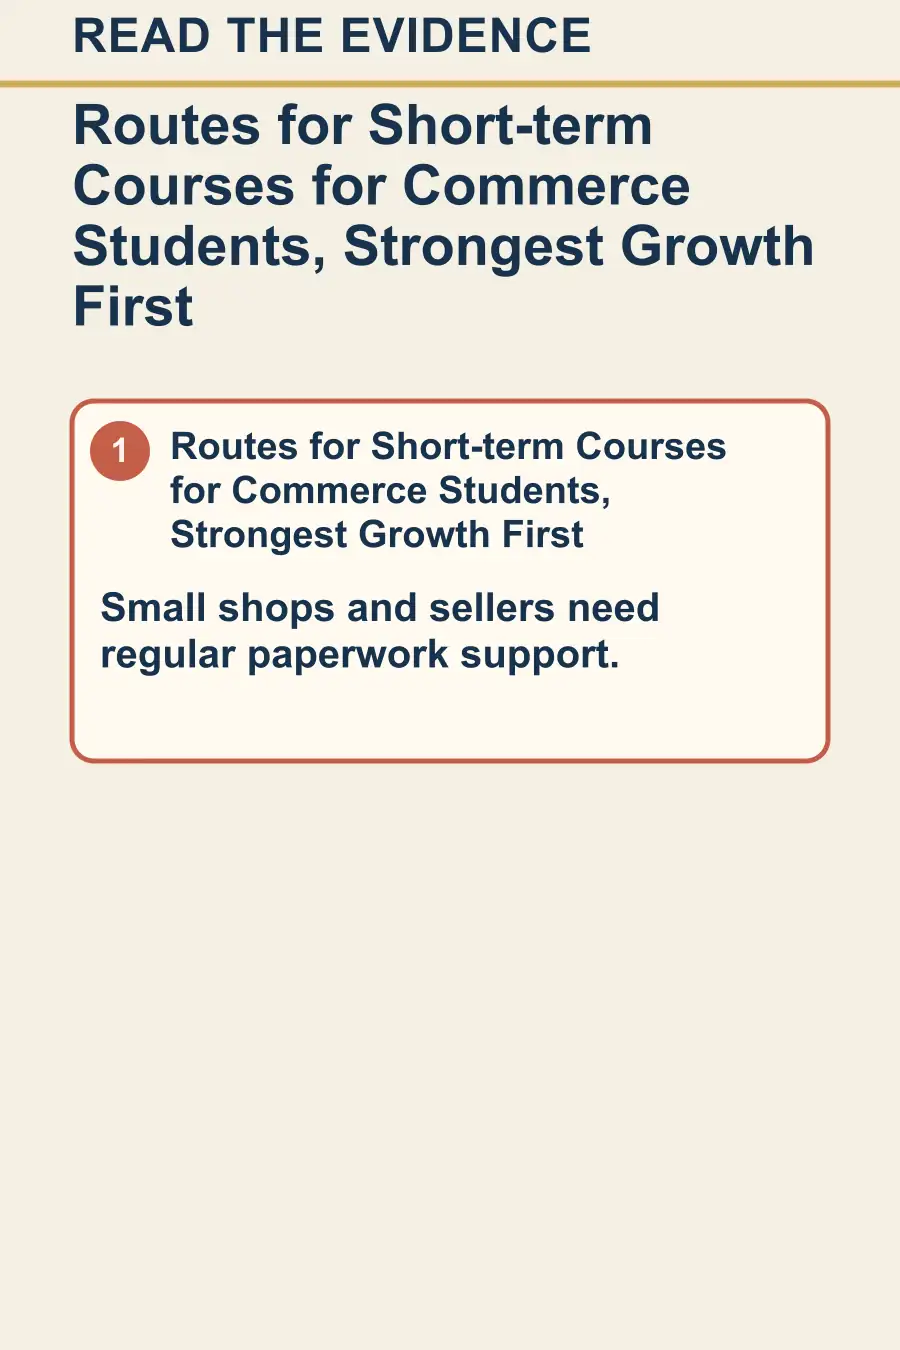 READ THE EVIDENCE
Routes for Short-term
Courses for Commerce
Students, Strongest Growth
First
1
Routes for Short-term Courses
for Commerce Students,
Strongest Growth First
Small shops and sellers need
regular paperwork support.